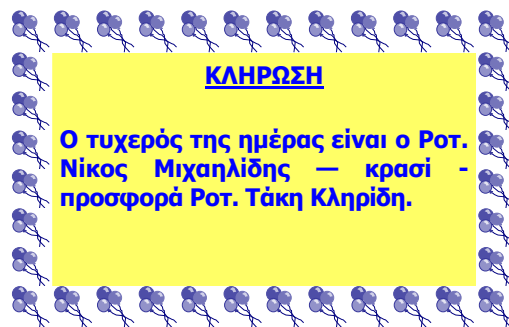 ΚΛΗΡΩΣΗ
Ο τυχερός της ημέρας είναι ο Ροτ.
Νίκος Μιχαηλίδης — κρασί -
προσφορά Ροτ. Τάκη Κληρίδη.